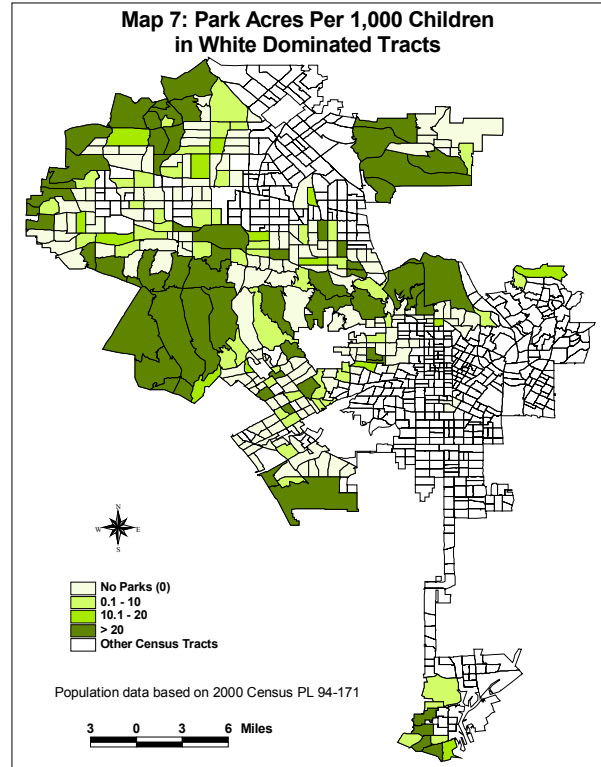 Map 7: Park Acres Per 1,000 Children
in White Dominated Tracts
N
W E
S
No Parks (0)
0.1 - 10
10.1 - 20
> 20
Other Census Tracts
Population data based on 2000 Census PL 94-171
3 0 3 6 Miles